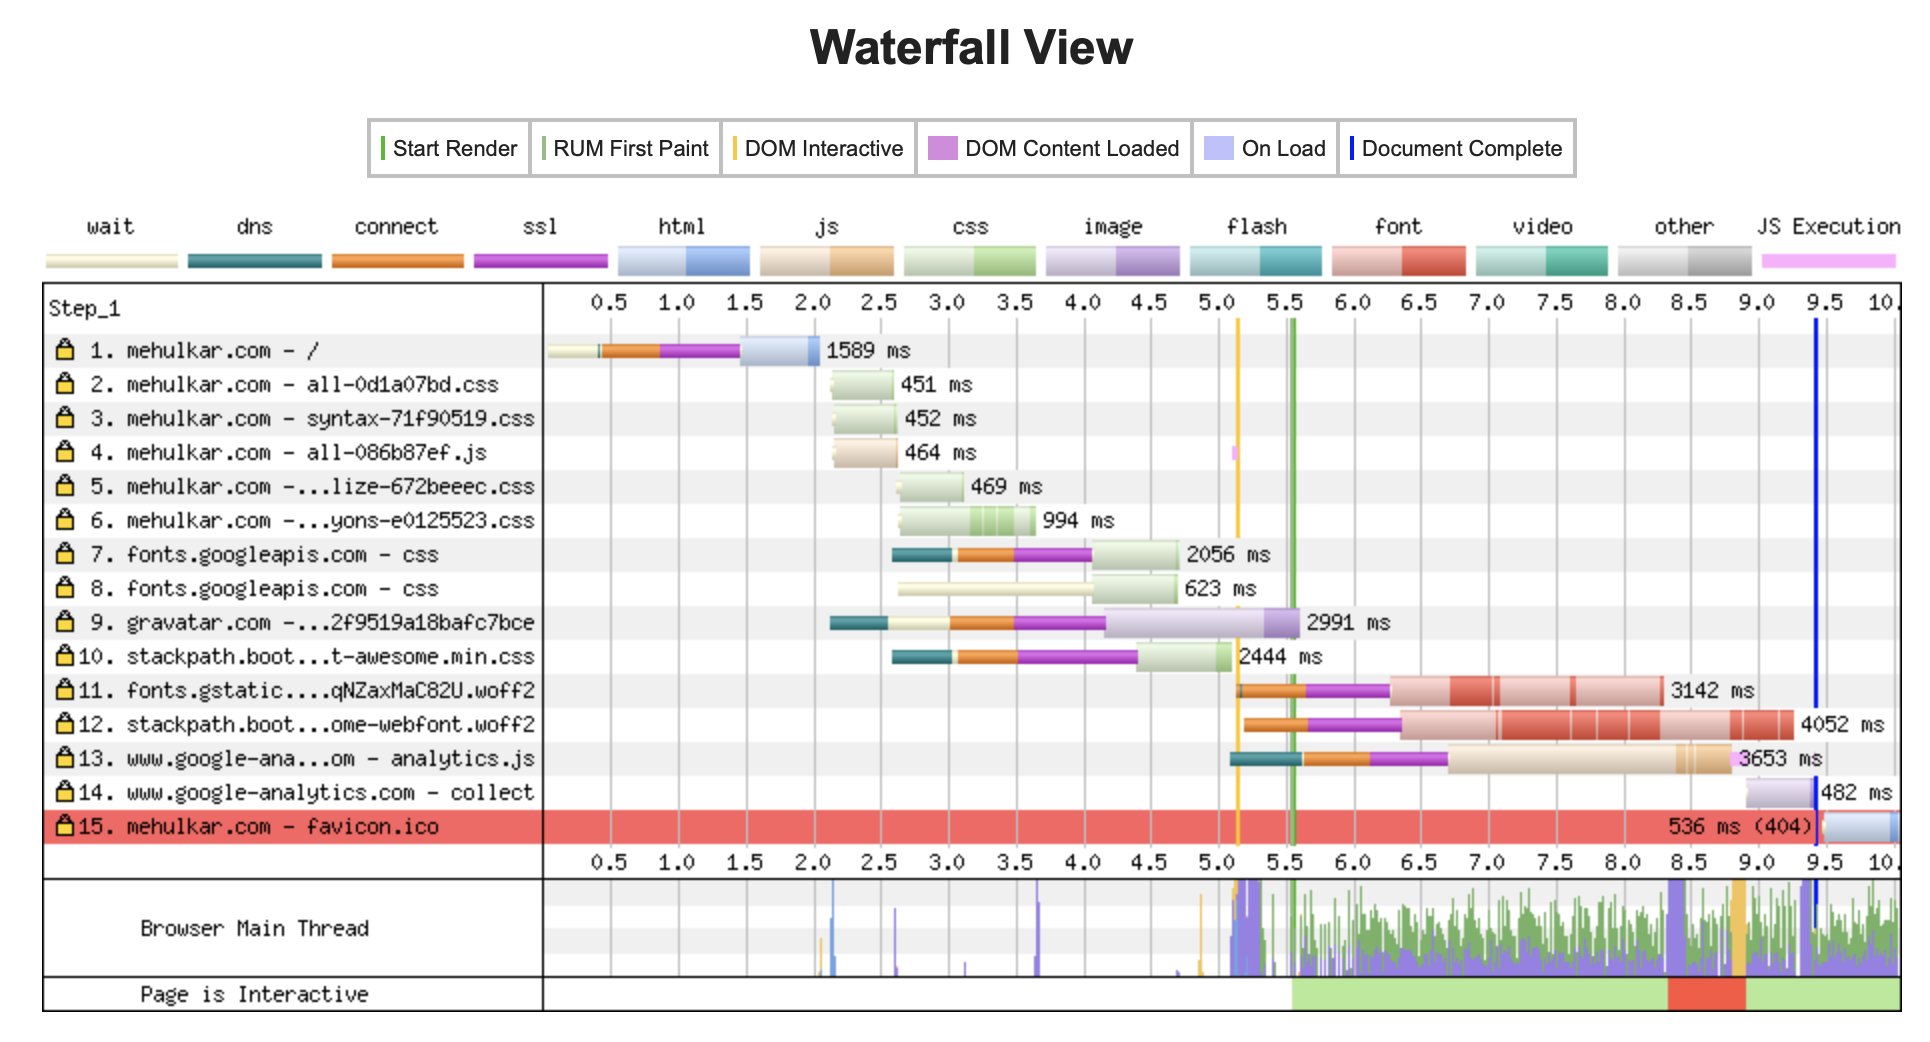 Waterfall View
Start Render RUM First Paint DOM Interactive DOM Content Loaded On Load Document Complete
wait dns connect ssl html js css image flash font video other JS Execution
Step_1 0.5 1.0 1.5 2.0 2.5 3.0 3.5 4.0 4.5 5.0 5.5 6.0 6.5 7.0 7.5 8.0 8.5 9.0 9.5 10.
1. mehulkar.com - / 1589 ms
2. mehulkar.com - all-0d1a07bd.css 451 ms
3. mehulkar.com - syntax-71f90519.css 452 ms
4. mehulkar.com - all-086b87ef.js 464 ms
5. mehulkar.com -...lize-672beeec.css 469 ms
6. mehulkar.com -...yons-e0125523.css 994 ms
7. fonts.googleapis.com - css 2056 ms
8. fonts.googleapis.com - css 623 ms
9. gravatar.com -...2f9519a18bafc7bce 2991 ms
10. stackpath.boot...t-awesome.min.css 2444 ms
11. fonts.gstatic....qNZaxMaC82U.woff2 3142 ms
12. stackpath.boot...ome-webfont.woff2 4052 ms
13. www.google-ana...om - analytics.js 3653 ms
14. www.google-analytics.com - collect 482 ms
15. mehulkar.com - favicon.ico 536 ms (404)
0.5 1.0 1.5 2.0 2.5 3.0 3.5 4.0 4.5 5.0 5.5 6.0 6.5 7.0 7.5 8.0 8.5 9.0 9.5 10.
Browser Main Thread
Page is Interactive